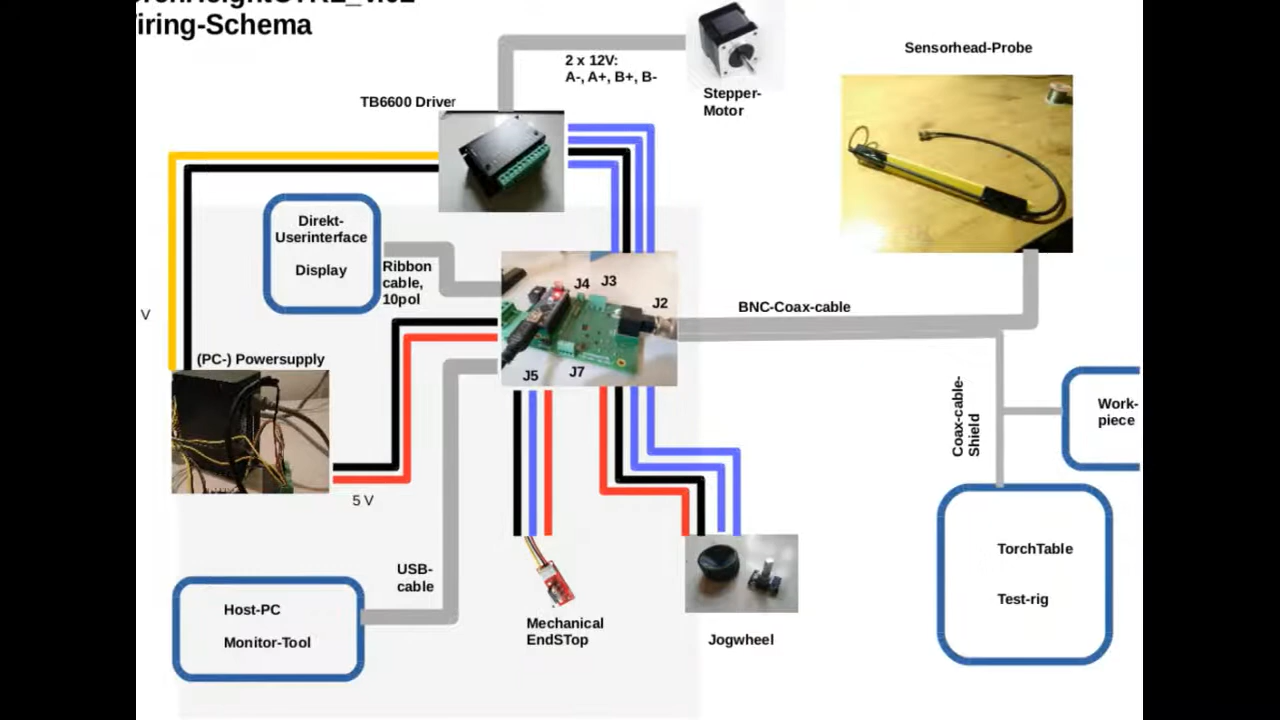 iring-Schema
Sensorhead-Probe
2 x 12V:
A-, A+, B+, B-
Stepper-
Motor
TB6600 Driver
Direkt-
Userinterface
Display
Ribbon
cable,
10pol
J4
J3
J2
BNC-Coax-cable
V
(PC-) Powersupply
J5
J7
Coax-cable-
Shield
Work-
piece
5 V
TorchTable
Test-rig
USB-
cable
Host-PC
Monitor-Tool
Mechanical
EndSTop
Jogwheel